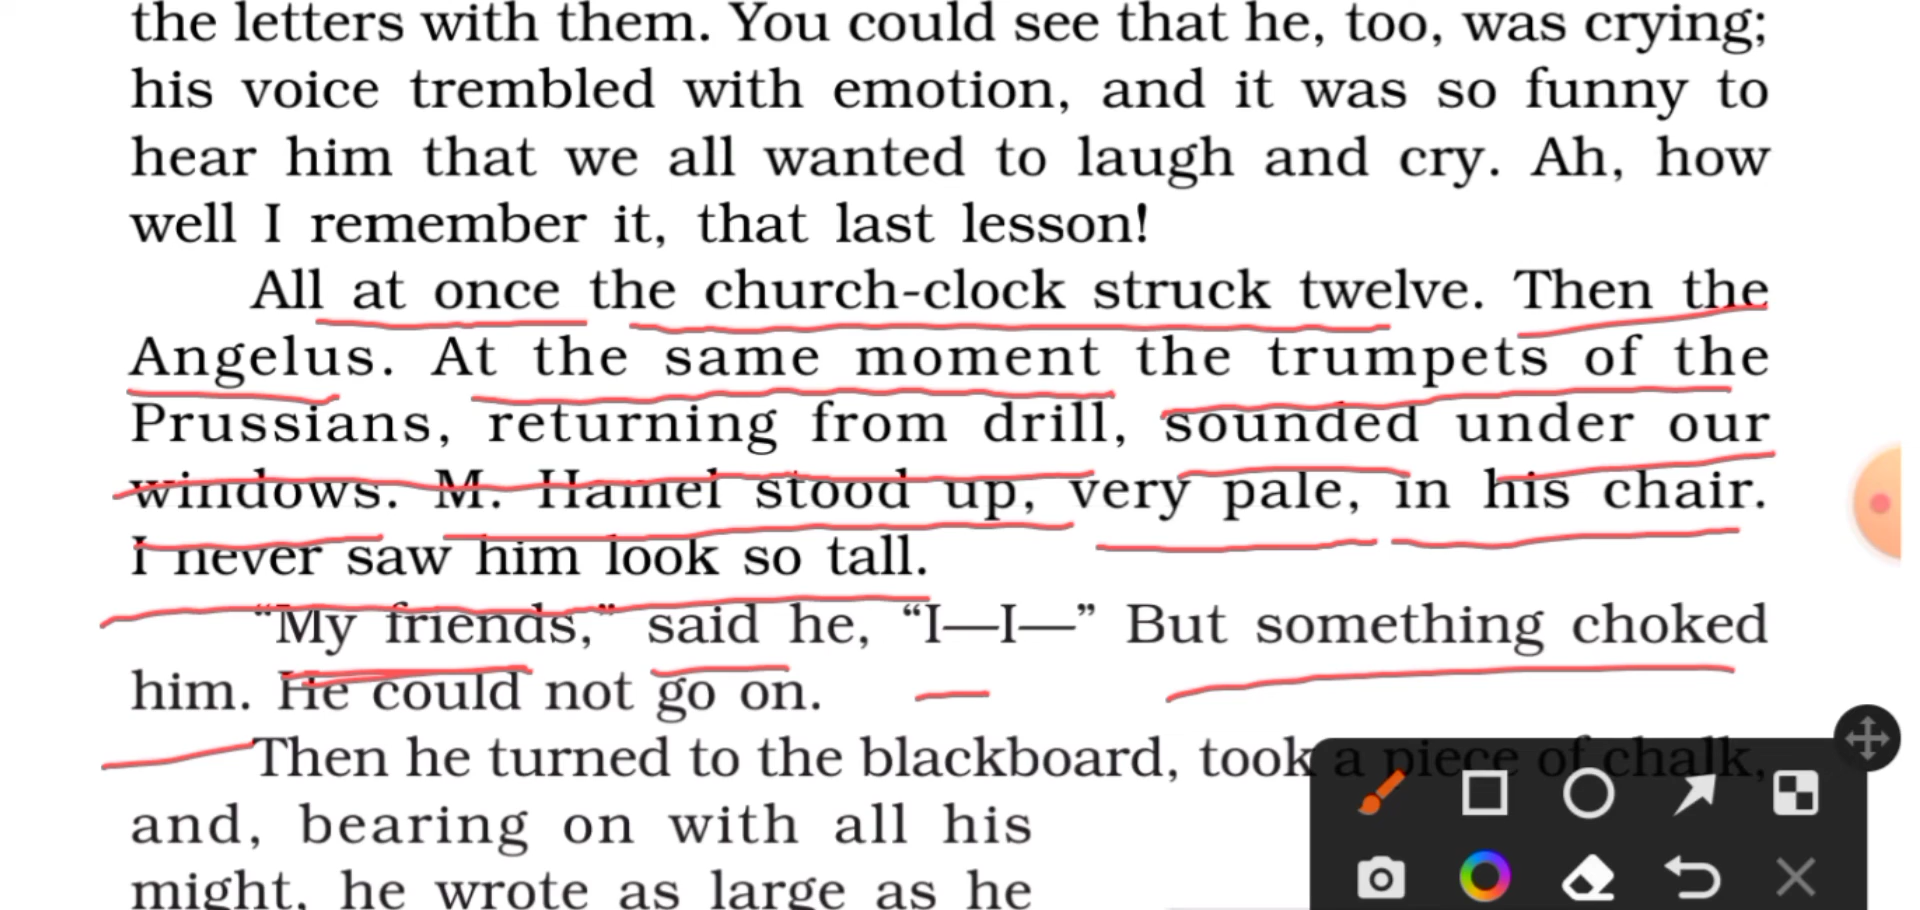 the letters with them. You could see that he, too, was crying;
his voice trembled with emotion, and it was so funny to
hear him that we all wanted to laugh and cry. Ah, how
well I remember it, that last lesson!
All at once the church-clock struck twelve. Then the
Angelus. At the same moment the trumpets of the
Prussians, returning from drill, sounded under our
windows. M. Hamel stood up, very pale, in his chair.
I never saw him look so tall.
“My friends,” said he, “I—I—” But something choked
him. He could not go on.
Then he turned to the blackboard, took a piece of chalk,
and, bearing on with all his
might, he wrote as large as he